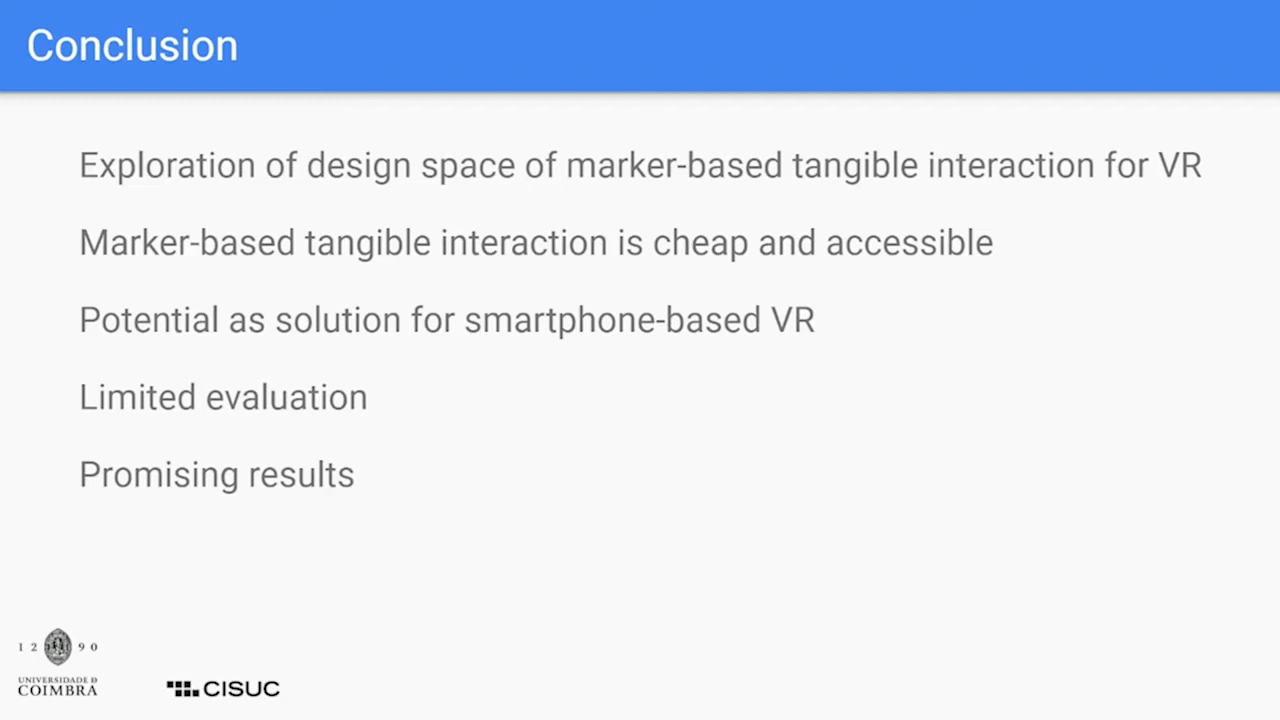 Conclusion
Exploration of design space of marker-based tangible interaction for VR
Marker-based tangible interaction is cheap and accessible
Potential as solution for smartphone-based VR
Limited evaluation
Promising results
1 2 9 0
UNIVERSIDADE D
COIMBRA
CISUC